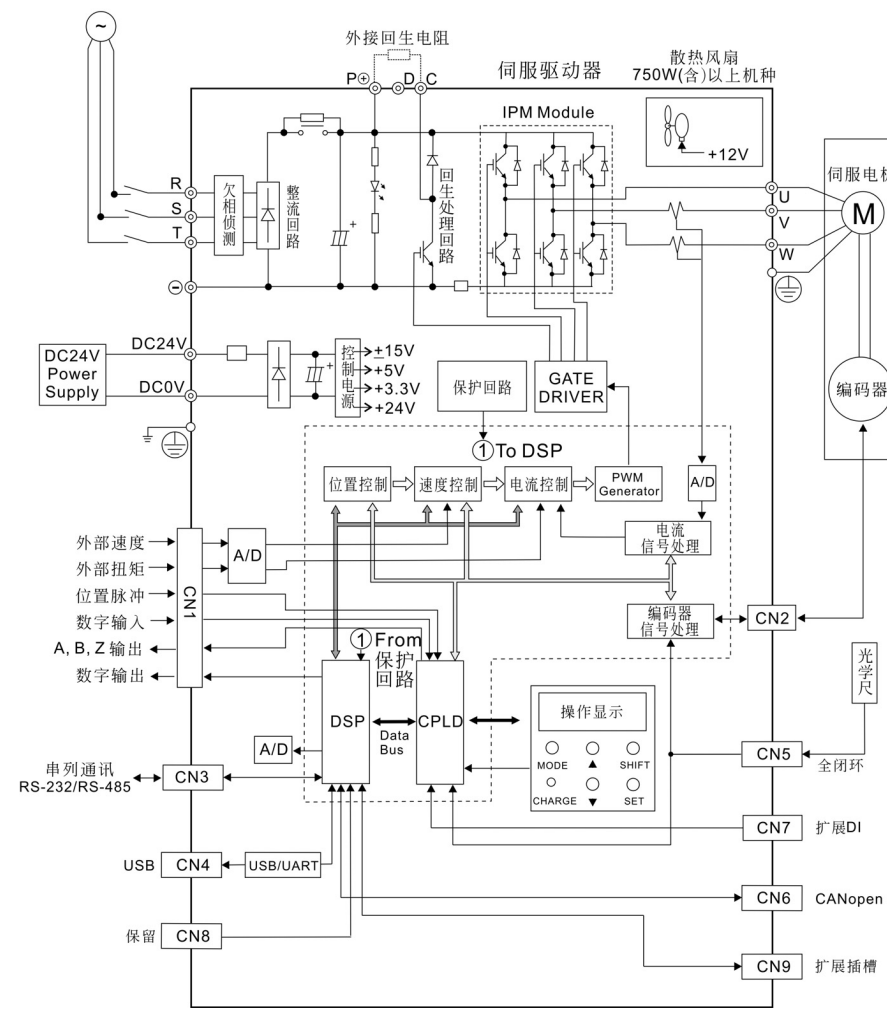 ~
外接回生电阻
P⊕
D
C
伺服驱动器
散热风扇
750W(含)以上机种
+12V
IPM Module
伺服电机
R
S
T
欠相侦测
整流回路
+
回生处理回路
U
V
W
M
⊖
DC24V
Power
Supply
DC24V
DC0V
+
控制电源
±15V
+5V
+3.3V
+24V
保护回路
GATE
DRIVER
编码器
① To DSP
位置控制
速度控制
电流控制
PWM
Generator
A/D
外部速度
外部扭矩
位置脉冲
数字输入
A, B, Z 输出
数字输出
CN1
A/D
电流
信号处理
编码器
信号处理
CN2
① From
保护
回路
DSP
Data
Bus
CPLD
A/D
操作显示
MODE
▲
SHIFT
CHARGE
▼
SET
光学尺
CN5
全闭环
串列通讯
RS-232/RS-485
CN3
CN7
扩展DI
USB
CN4
USB/UART
CN6
CANopen
保留
CN8
CN9
扩展插槽